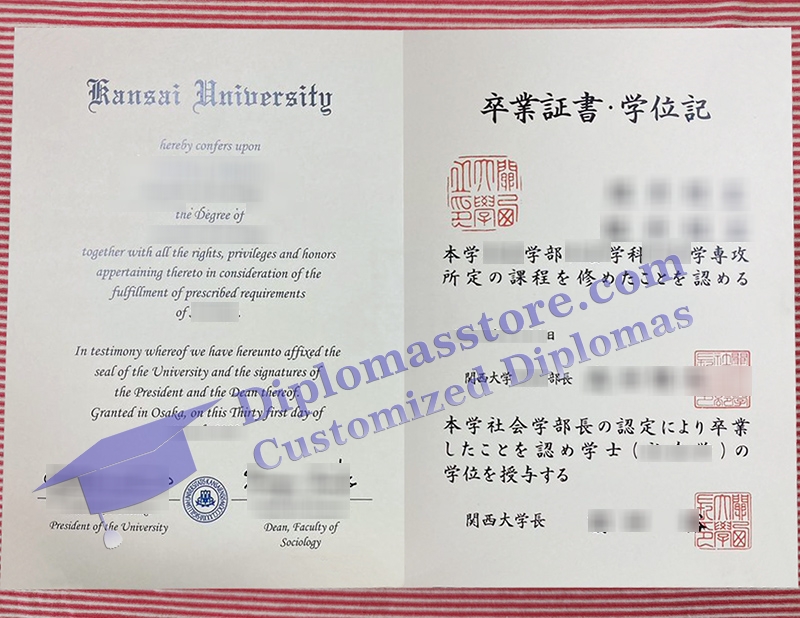 Kansai University
hereby confers upon
the Degree of
together with all the rights, privileges and honors
appertaining thereto in consideration of the
fulfillment of prescribed requirements
of
In testimony whereof we have hereunto affixed the
seal of the University and the signatures of
the President and the Dean thereof.
Granted in Osaka, on this Thirty first day of
President of the University
Dean, Faculty of
Sociology
卒業証書・学位記
本学 学部 学科 学専攻
所定の課程を修めたことを認める
日
関西大学 部長
本学社会学部長の認定により卒業
したことを認め学士( )の
学位を授与する
関西大学長
Diplomasstore.com
Customized Diplomas